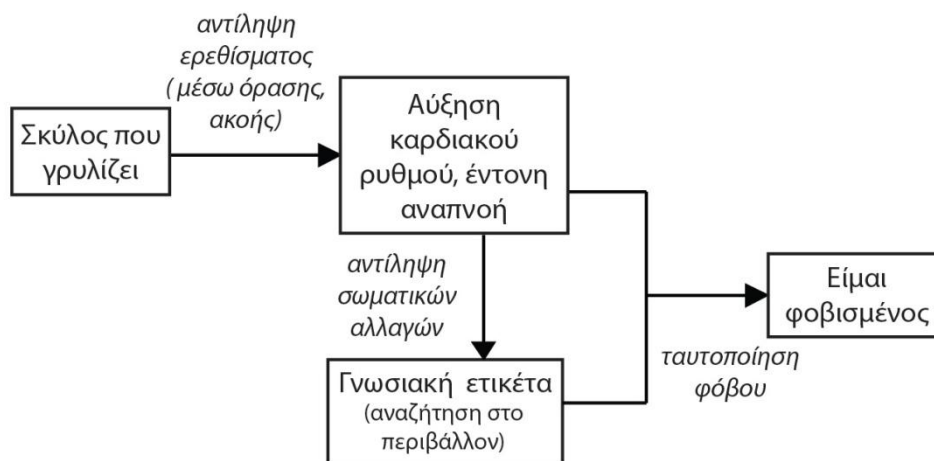 αντίληψη
ερεθίσματος
( μέσω όρασης,
ακοής)
Σκύλος που
γρυλίζει
Αύξηση
καρδιακού
ρυθμού, έντονη
αναπνοή
αντίληψη
σωματικών
αλλαγών
Γνωσιακή ετικέτα
(αναζήτηση στο
περιβάλλον)
Είμαι
φοβισμένος
ταυτοποίηση
φόβου